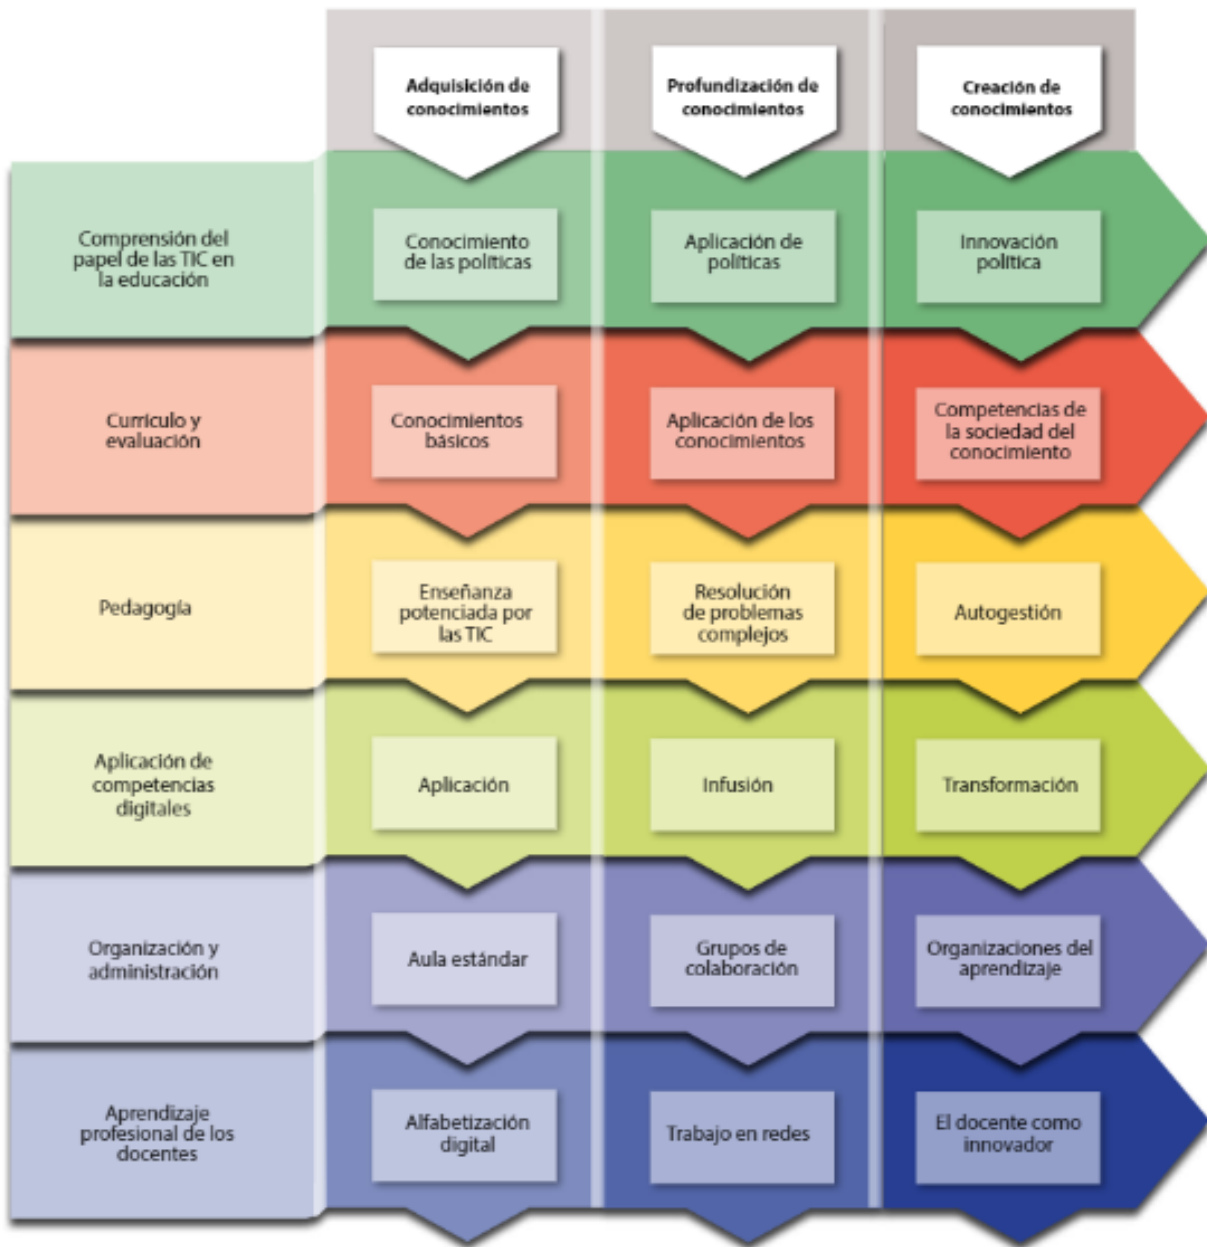 Adquisición de
conocimientos
Profundización de
conocimientos
Creación de
conocimientos
Comprensión del
papel de las TIC en
la educación
Conocimiento
de las políticas
Aplicación de
políticas
Innovación
política
Currículo y
evaluación
Conocimientos
básicos
Aplicación de los
conocimientos
Competencias de
la sociedad del
conocimiento
Pedagogía
Enseñanza
potenciada por
las TIC
Resolución
de problemas
complejos
Autogestión
Aplicación de
competencias
digitales
Aplicación
Infusión
Transformación
Organización y
administración
Aula estándar
Grupos de
colaboración
Organizaciones del
aprendizaje
Aprendizaje
profesional de los
docentes
Alfabetización
digital
Trabajo en redes
El docente como
innovador